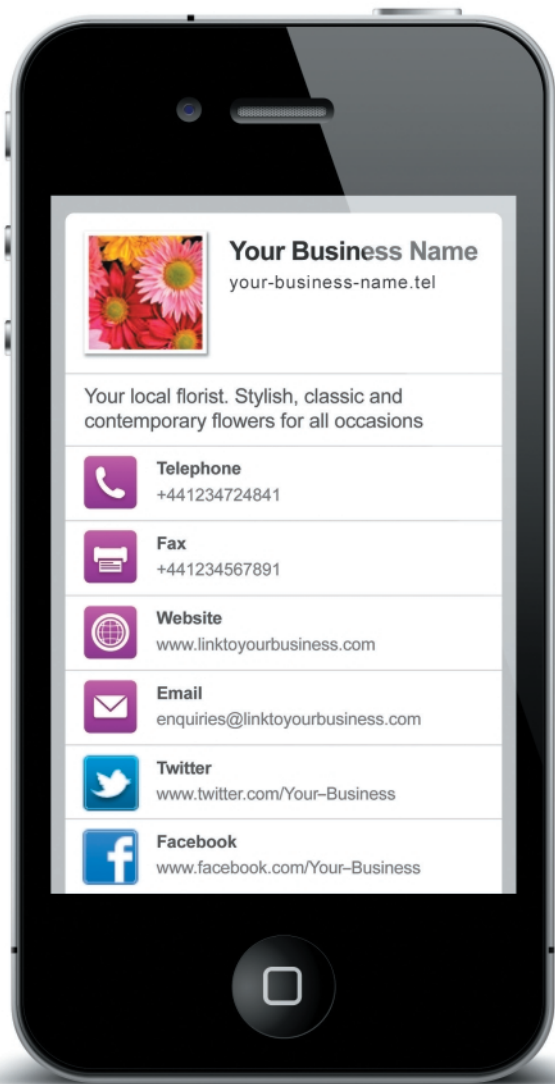 Your Business Name
your-business-name.tel
Your local florist. Stylish, classic and
contemporary flowers for all occasions
Telephone
+441234724841
Fax
+441234567891
Website
www.linktoyourbusiness.com
Email
enquiries@linktoyourbusiness.com
Twitter
www.twitter.com/Your–Business
Facebook
www.facebook.com/Your–Business